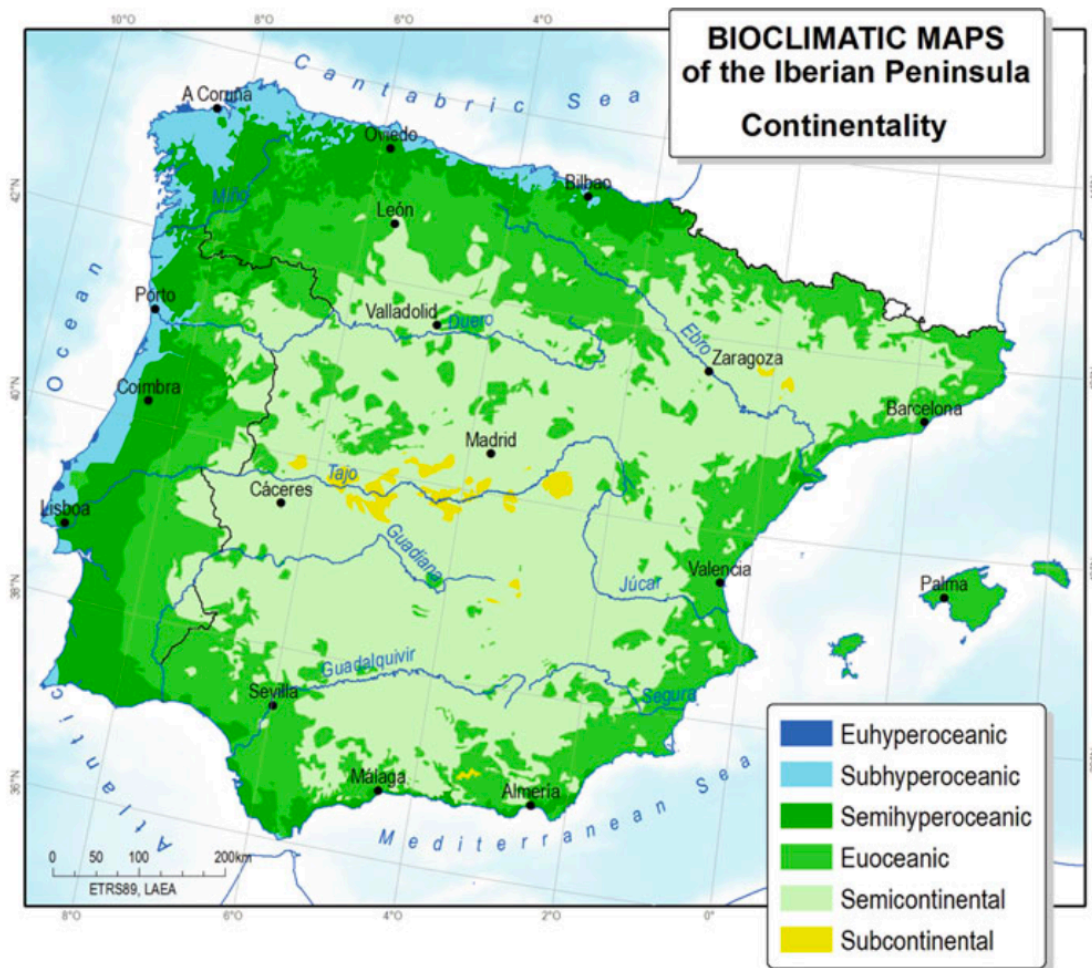 BIOCLIMATIC MAPS
of the Iberian Peninsula
Continentality
10°O
8°O
6°O
4°O
Cantabric Sea
A Coruña
Oviedo
Bilbao
42°N
Miño
León
Ocean
Porto
Valladolid
Duero
Ebro
Zaragoza
40°N
Coimbra
Barcelona
Madrid
Tajo
Cáceres
Lisboa
Guadiana
38°N
Júcar
Valencia
Palma
Guadalquivir
Sevilla
Segura
36°N
Málaga
Almería
Atlantic
Mediterranean Sea
0 50 100 200km
ETRS89, LAEA
8°O
6°O
4°O
2°O
0°
Euhyperoceanic
Subhyperoceanic
Semihyperoceanic
Euoceanic
Semicontinental
Subcontinental